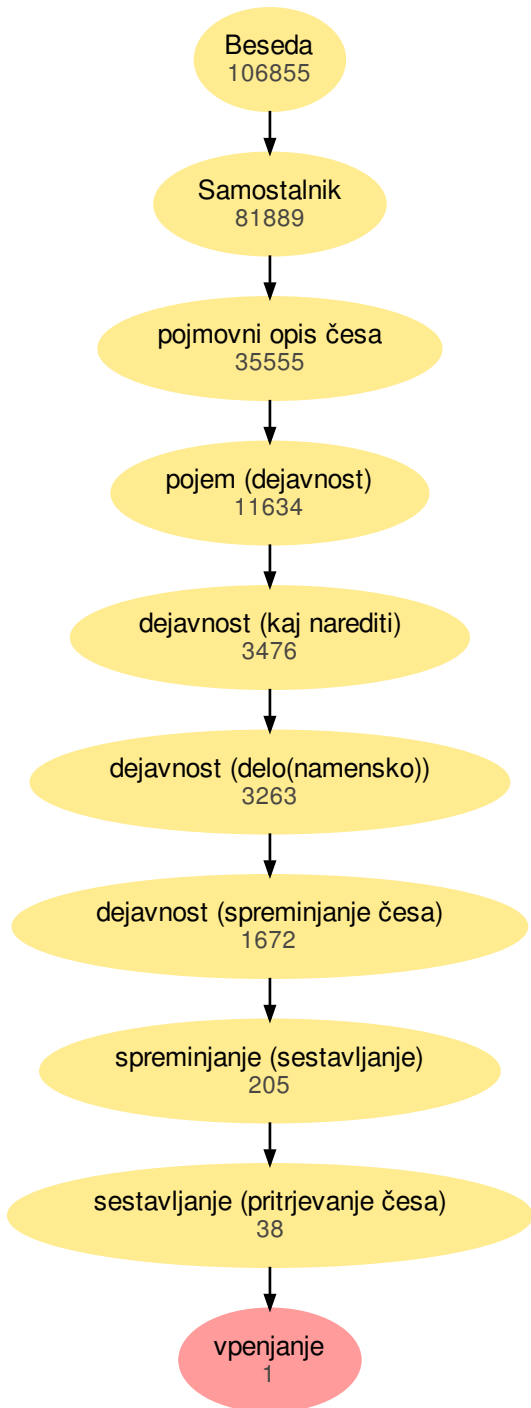 Beseda
106855
Samostalnik
81889
pojmovni opis česa
35555
pojem (dejavnost)
11634
dejavnost (kaj narediti)
3476
dejavnost (delo(namensko))
3263
dejavnost (spreminjanje česa)
1672
spreminjanje (sestavljanje)
205
sestavljanje (pritrjevanje česa)
38
vpenjanje
1